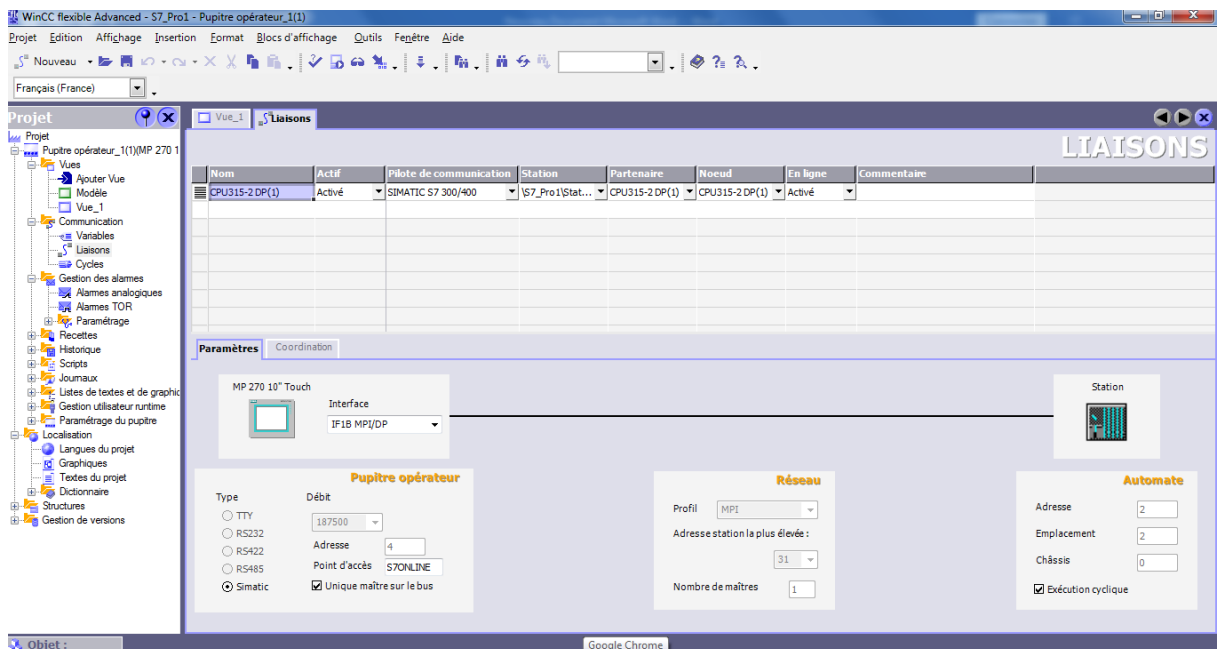 WinCC flexible Advanced - S7_Pro1 - Pupitre opérateur_1(1)
Projet Edition Affichage Insertion Format Blocs d'affichage Outils Fenêtre Aide
Nouveau
Français (France)
Projet
Projet
Pupitre opérateur_1(1)(MP 270 1
Vues
Ajouter Vue
Modèle
Vue_1
Communication
Variables
Liaisons
Cycles
Gestion des alarmes
Alarmes analogiques
Alarmes TOR
Paramétrage
Recettes
Historique
Scripts
Journaux
Listes de textes et de graphic
Gestion utilisateur runtime
Paramétrage du pupitre
Localisation
Langues du projet
Graphiques
Textes du projet
Dictionnaire
Structures
Gestion de versions
Vue_1 Liaisons
LIAISONS
Nom Actif Pilote de communication Station Partenaire Noeud En ligne Commentaire
CPU315-2 DP(1) Activé SIMATIC S7 300/400 \S7_Pro1\Stat... CPU315-2 DP(1) CPU315-2 DP(1) Activé
Paramètres Coordination
MP 270 10" Touch
Interface
IF1B MPI/DP
Station
Pupitre opérateur
Type Débit
TTY
187500
RS232
RS422
Adresse 4
RS485
Point d'accès S7ONLINE
Simatic
Unique maître sur le bus
Réseau
Profil MPI
Adresse station la plus élevée :
31
Nombre de maîtres 1
Automate
Adresse 2
Emplacement 2
Châssis 0
Exécution cyclique
Objet :
Google Chrome